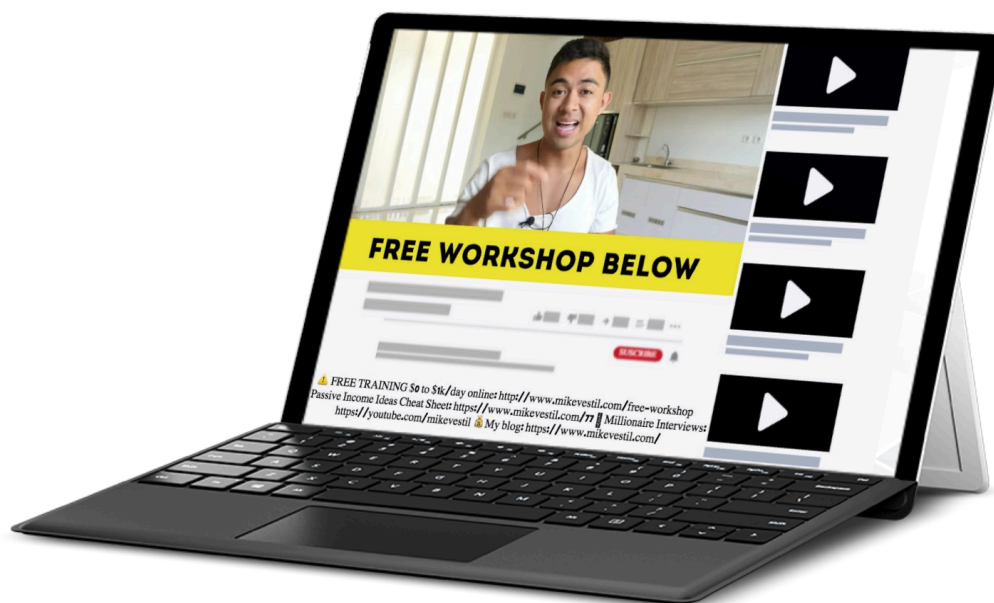 FREE WORKSHOP BELOW
SUSCRIBE
⚠️ FREE TRAINING $0 to $1k/day online: http://www.mikevestil.com/free-workshop
Passive Income Ideas Cheat Sheet: https://www.mikevestil.com/77 ▯ Millionaire Interviews:
https://youtube.com/mikevestil 💰 My blog: https://www.mikevestil.com/